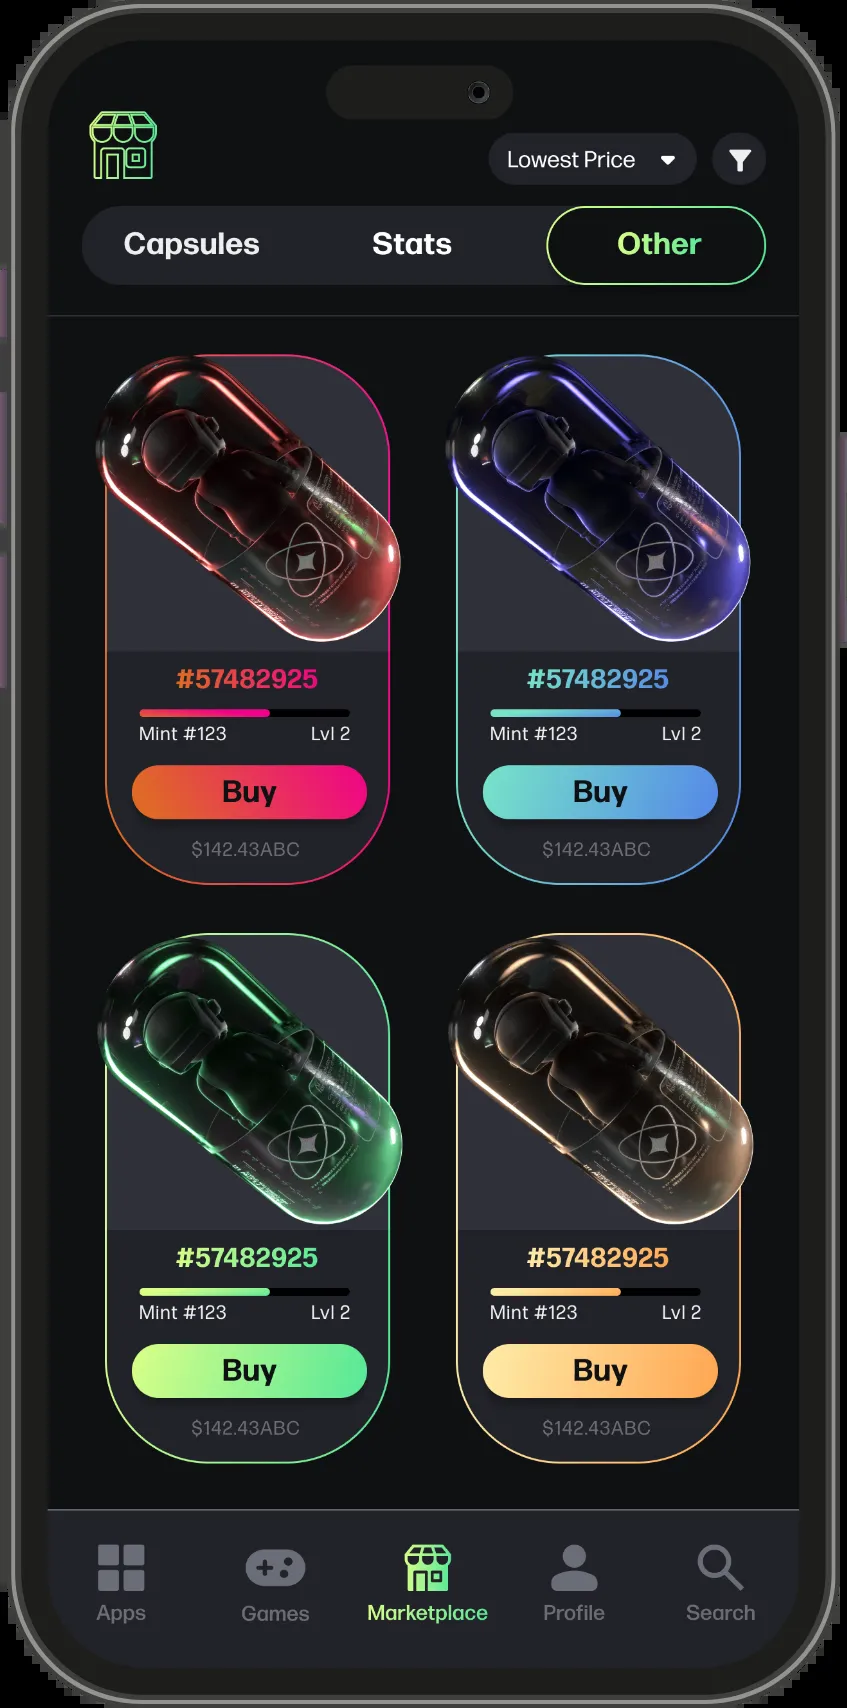 Lowest Price
Capsules Stats Other
#57482925 #57482925
Mint #123 Lvl 2 Mint #123 Lvl 2
Buy Buy
$142.43ABC $142.43ABC
#57482925 #57482925
Mint #123 Lvl 2 Mint #123 Lvl 2
Buy Buy
$142.43ABC $142.43ABC
Apps Games Marketplace Profile Search